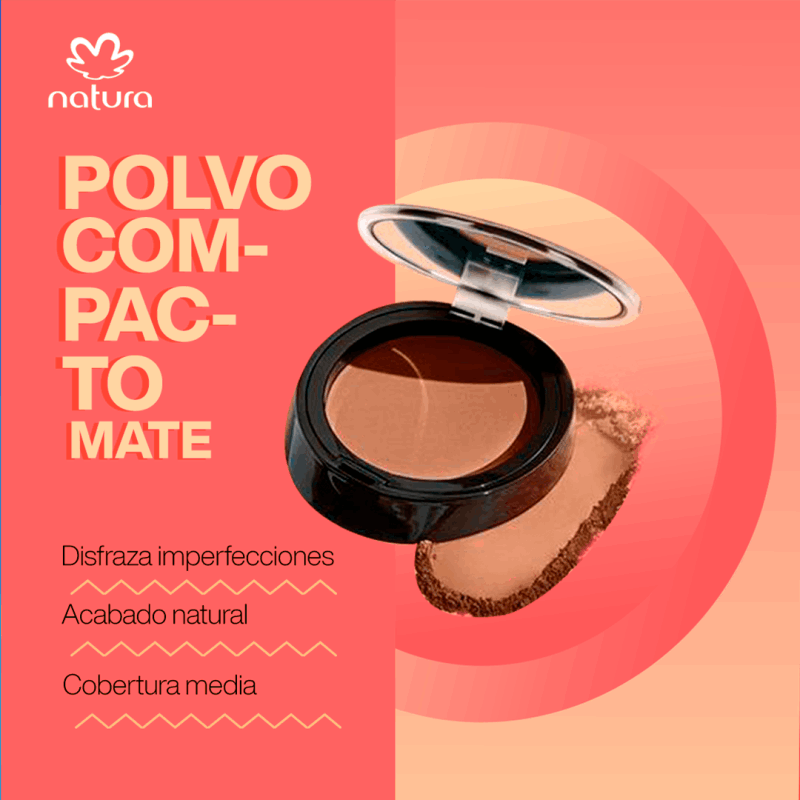 natura
POLVO
COM-
PAC-
TO
MATE
Disfraza imperfecciones
Acabado natural
Cobertura media